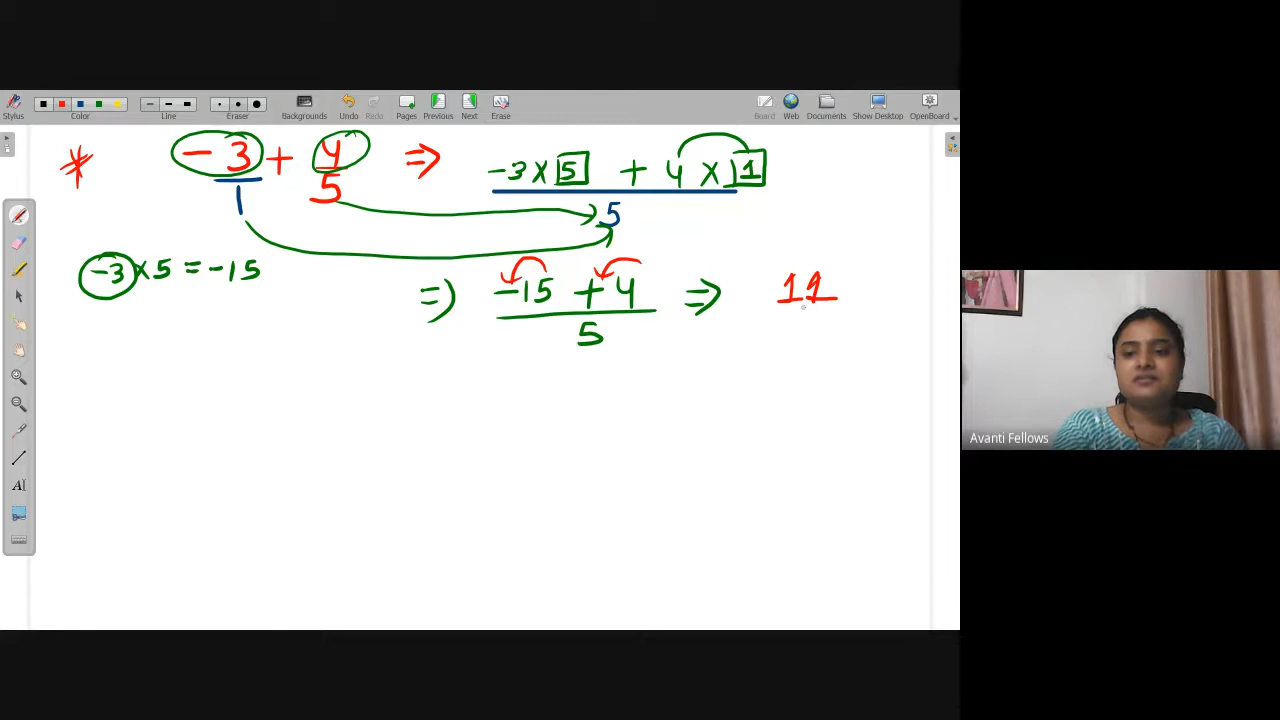 Stylus Color Line Eraser Backgrounds Undo Redo Pages Previous Next Erase Board Web Documents Show Desktop OpenBoard
* -3/1 + 4/5 ⇒ (-3 × 5 + 4 × 1)/5
-3 × 5 = -15
⇒ (-15 + 4)/5 ⇒ 11
Avanti Fellows